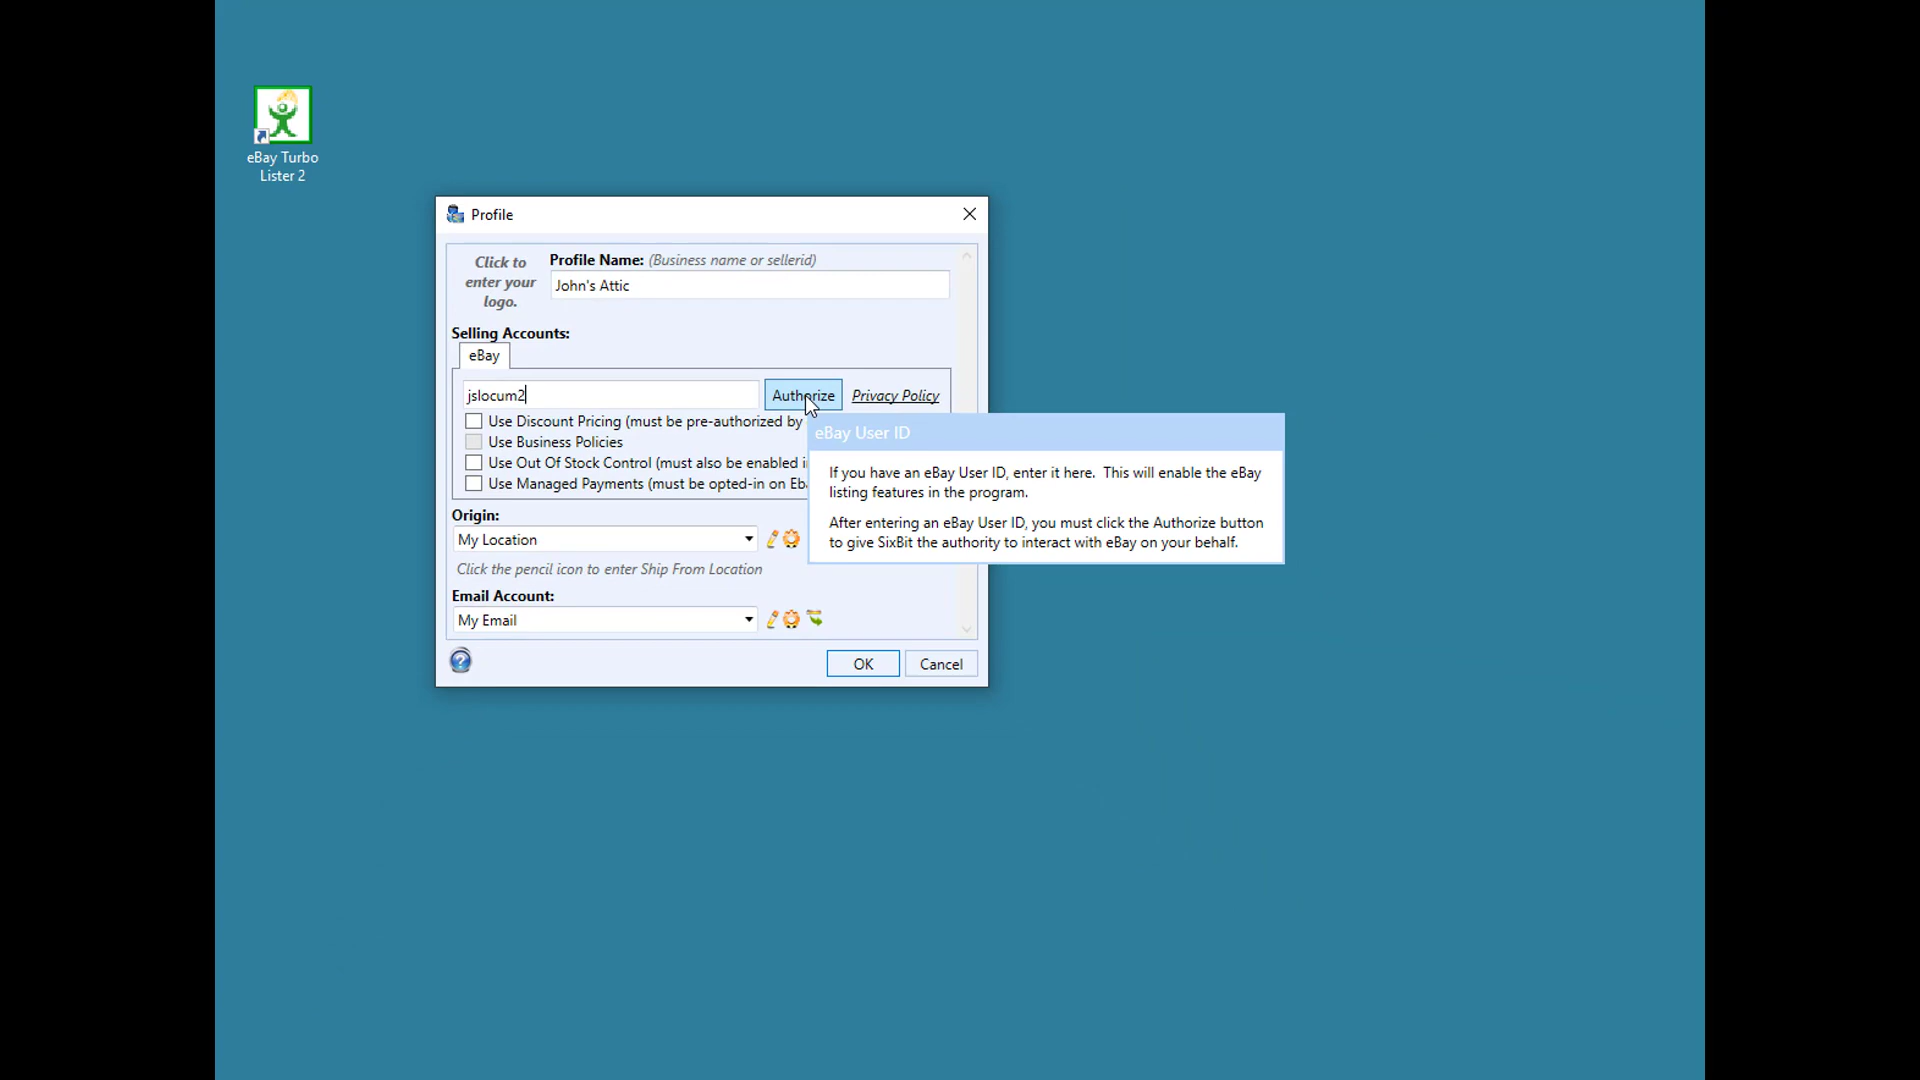 eBay Turbo
Lister 2
Profile
Click to
enter your
logo.
Profile Name: (Business name or sellerid)
John's Attic
Selling Accounts:
eBay
jslocum2
Authorize
Privacy Policy
Use Discount Pricing (must be pre-authorized by
Use Business Policies
Use Out Of Stock Control (must also be enabled i
Use Managed Payments (must be opted-in on Eb
eBay User ID
If you have an eBay User ID, enter it here. This will enable the eBay
listing features in the program.
After entering an eBay User ID, you must click the Authorize button
to give SixBit the authority to interact with eBay on your behalf.
Origin:
My Location
Click the pencil icon to enter Ship From Location
Email Account:
My Email
?
OK
Cancel